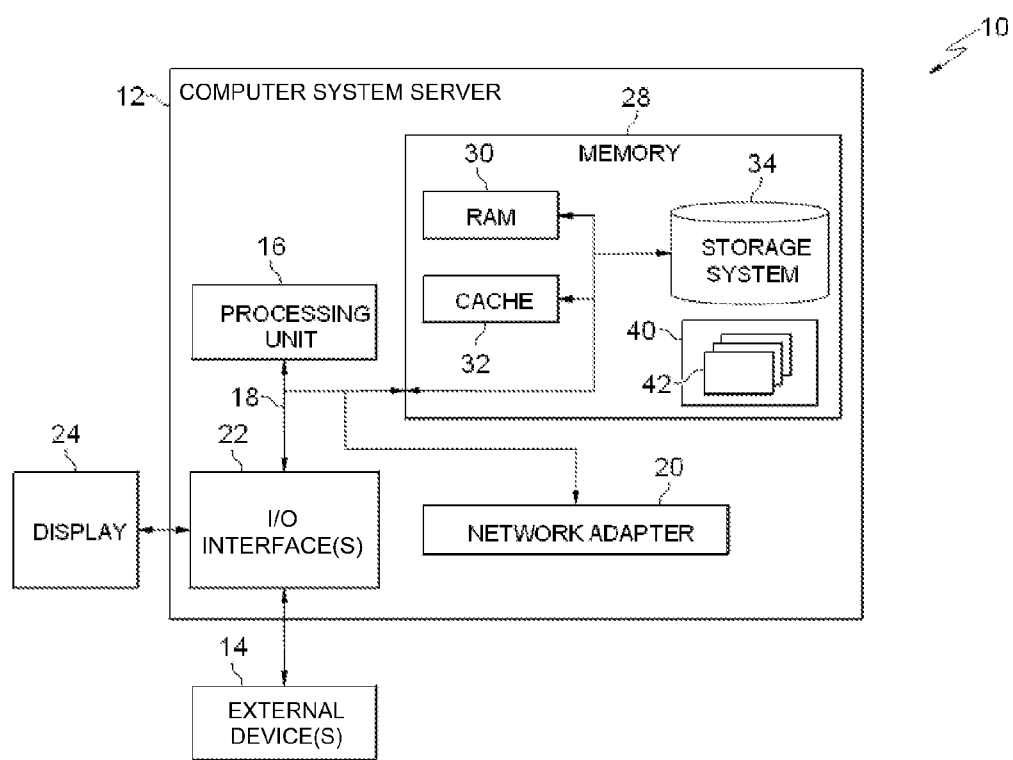 10
12
COMPUTER SYSTEM SERVER
28
MEMORY
30
RAM
34
STORAGE
SYSTEM
16
PROCESSING
UNIT
CACHE
32
40
42
18
24
22
20
DISPLAY
I/O
INTERFACE(S)
NETWORK ADAPTER
14
EXTERNAL
DEVICE(S)